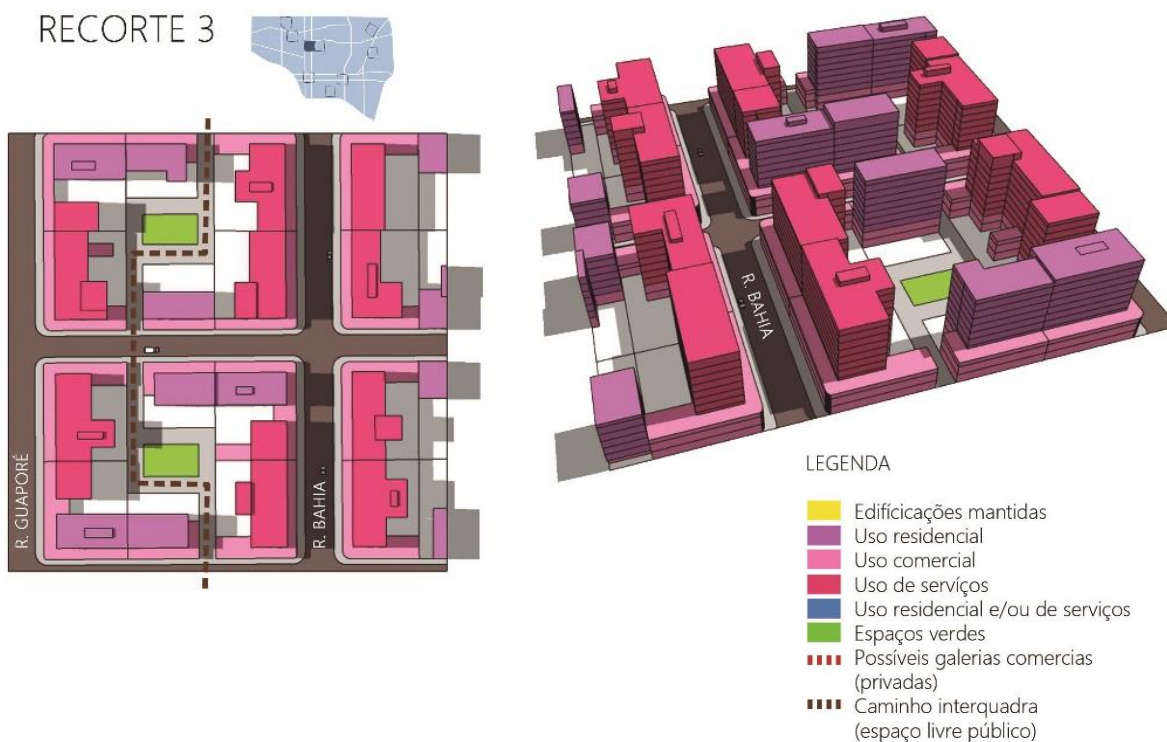 RECORTE 3
R. GUAPORÉ
R. BAHIA
R. BAHIA
LEGENDA
Edifícicações mantidas
Uso residencial
Uso comercial
Uso de servíços
Uso residencial e/ou de serviços
Espaços verdes
Possíveis galerias comercias
(privadas)
Caminho interquadra
(espaço livre público)